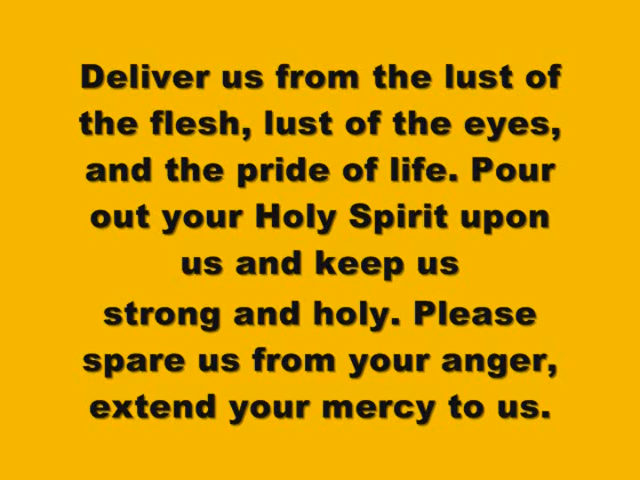 Deliver us from the lust of
the flesh, lust of the eyes,
and the pride of life. Pour
out your Holy Spirit upon
us and keep us
strong and holy. Please
spare us from your anger,
extend your mercy to us.